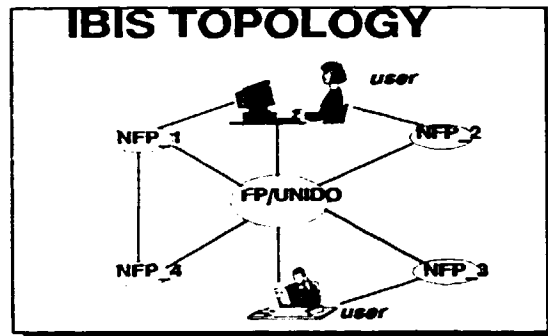 IBIS TOPOLOGY
user
NFP_1
NFP_2
FP/UNIDO
NFP_4
NFP_3
user